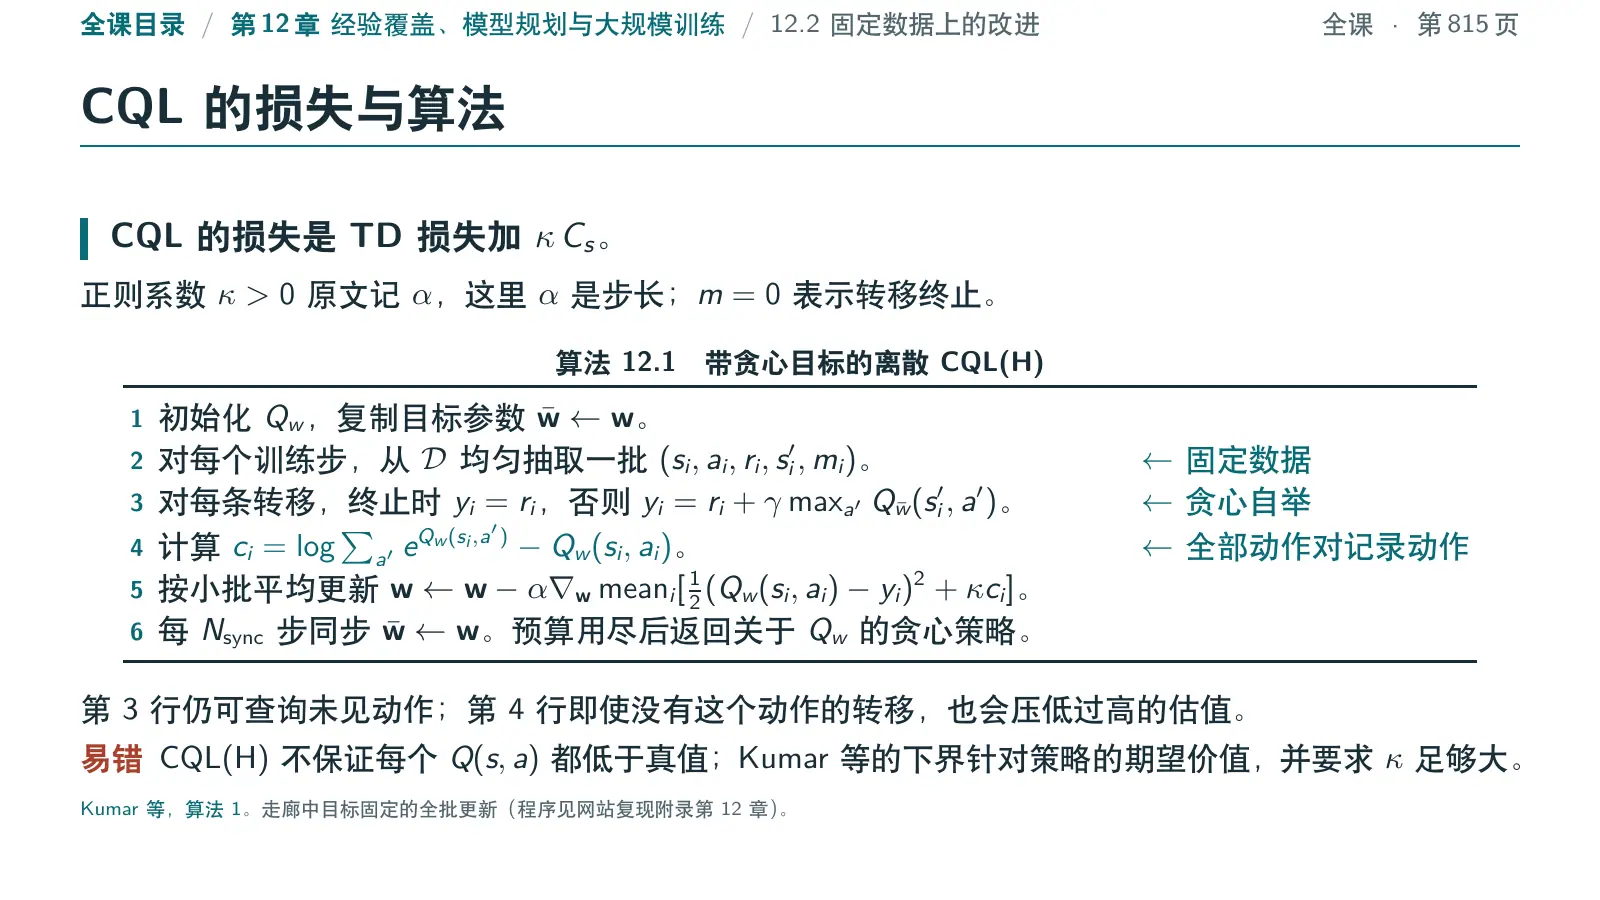 全课目录 / 第 12 章 经验覆盖、模型规划与大规模训练 / 12.2 固定数据上的改进 全课 · 第 815 页
CQL 的损失与算法
CQL 的损失是 TD 损失加 κ C_s。
正则系数 κ > 0 原文记 α，这里 α 是步长；m = 0 表示转移终止。
算法 12.1 带贪心目标的离散 CQL(H)
1 初始化 Q_w，复制目标参数 w̄ ← w。
2 对每个训练步，从 𝒟 均匀抽取一批 (s_i, a_i, r_i, s′_i, m_i)。 ← 固定数据
3 对每条转移，终止时 y_i = r_i，否则 y_i = r_i + γ max_{a′} Q_{w̄}(s′_i, a′)。 ← 贪心自举
4 计算 c_i = log ∑_{a′} e^{Q_w(s_i,a′)} − Q_w(s_i, a_i)。 ← 全部动作对记录动作
5 按小批平均更新 w ← w − α∇_w mean_i[½(Q_w(s_i, a_i) − y_i)² + κc_i]。
6 每 N_sync 步同步 w̄ ← w。预算用尽后返回关于 Q_w 的贪心策略。
第 3 行仍可查询未见动作；第 4 行即使没有这个动作的转移，也会压低过高的估值。
易错 CQL(H) 不保证每个 Q(s, a) 都低于真值；Kumar 等的下界针对策略的期望价值，并要求 κ 足够大。
Kumar 等，算法 1。走廊中目标固定的全批更新（程序见网站复现附录第 12 章）。